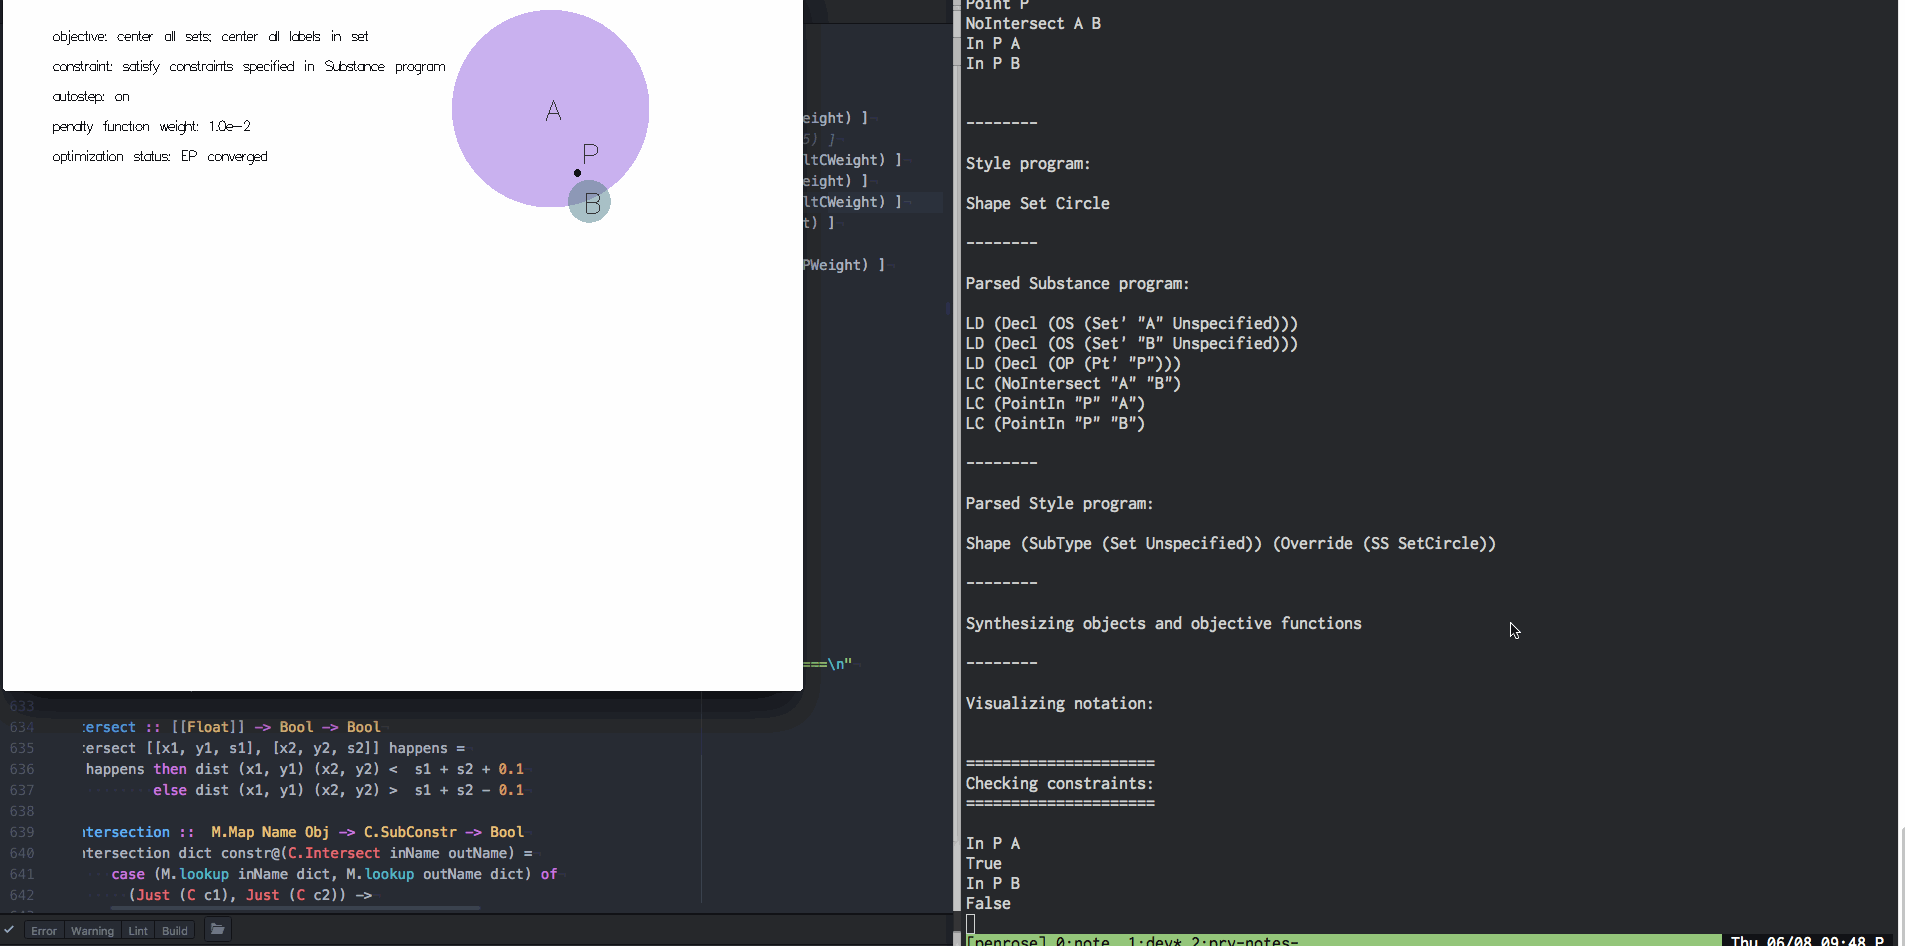 objective: center all sets; center all labels in set
constraint: satisfy constraints specified in Substance program
autostep: on
penalty function weight: 1.0e-2
optimization status: EP converged
A
P
B
eight) ]
5) ]
ltCWeight) ]
eight) ]
ltCWeight) ]
t) ]
PWeight) ]
===\n"
633
634 tersect :: [[Float]] -> Bool -> Bool
635 tersect [[x1, y1, s1], [x2, y2, s2]] happens =
636 happens then dist (x1, y1) (x2, y2) < s1 + s2 + 0.1
637 else dist (x1, y1) (x2, y2) > s1 + s2 - 0.1
638
639 ntersection :: M.Map Name Obj -> C.SubConstr -> Bool
640 ntersection dict constr@(C.Intersect inName outName) =
641 case (M.lookup inName dict, M.lookup outName dict) of
642 (Just (C c1), Just (C c2)) ->
Error Warning Lint Build
Point P
NoIntersect A B
In P A
In P B
--------
Style program:
Shape Set Circle
--------
Parsed Substance program:
LD (Decl (OS (Set' "A" Unspecified)))
LD (Decl (OS (Set' "B" Unspecified)))
LD (Decl (OP (Pt' "P")))
LC (NoIntersect "A" "B")
LC (PointIn "P" "A")
LC (PointIn "P" "B")
--------
Parsed Style program:
Shape (SubType (Set Unspecified)) (Override (SS SetCircle))
--------
Synthesizing objects and objective functions
--------
Visualizing notation:
=====================
Checking constraints:
=====================
In P A
True
In P B
False
[penrose] 0:note 1:dev* 2:prv-notes- Thu 06/08 09:48 P